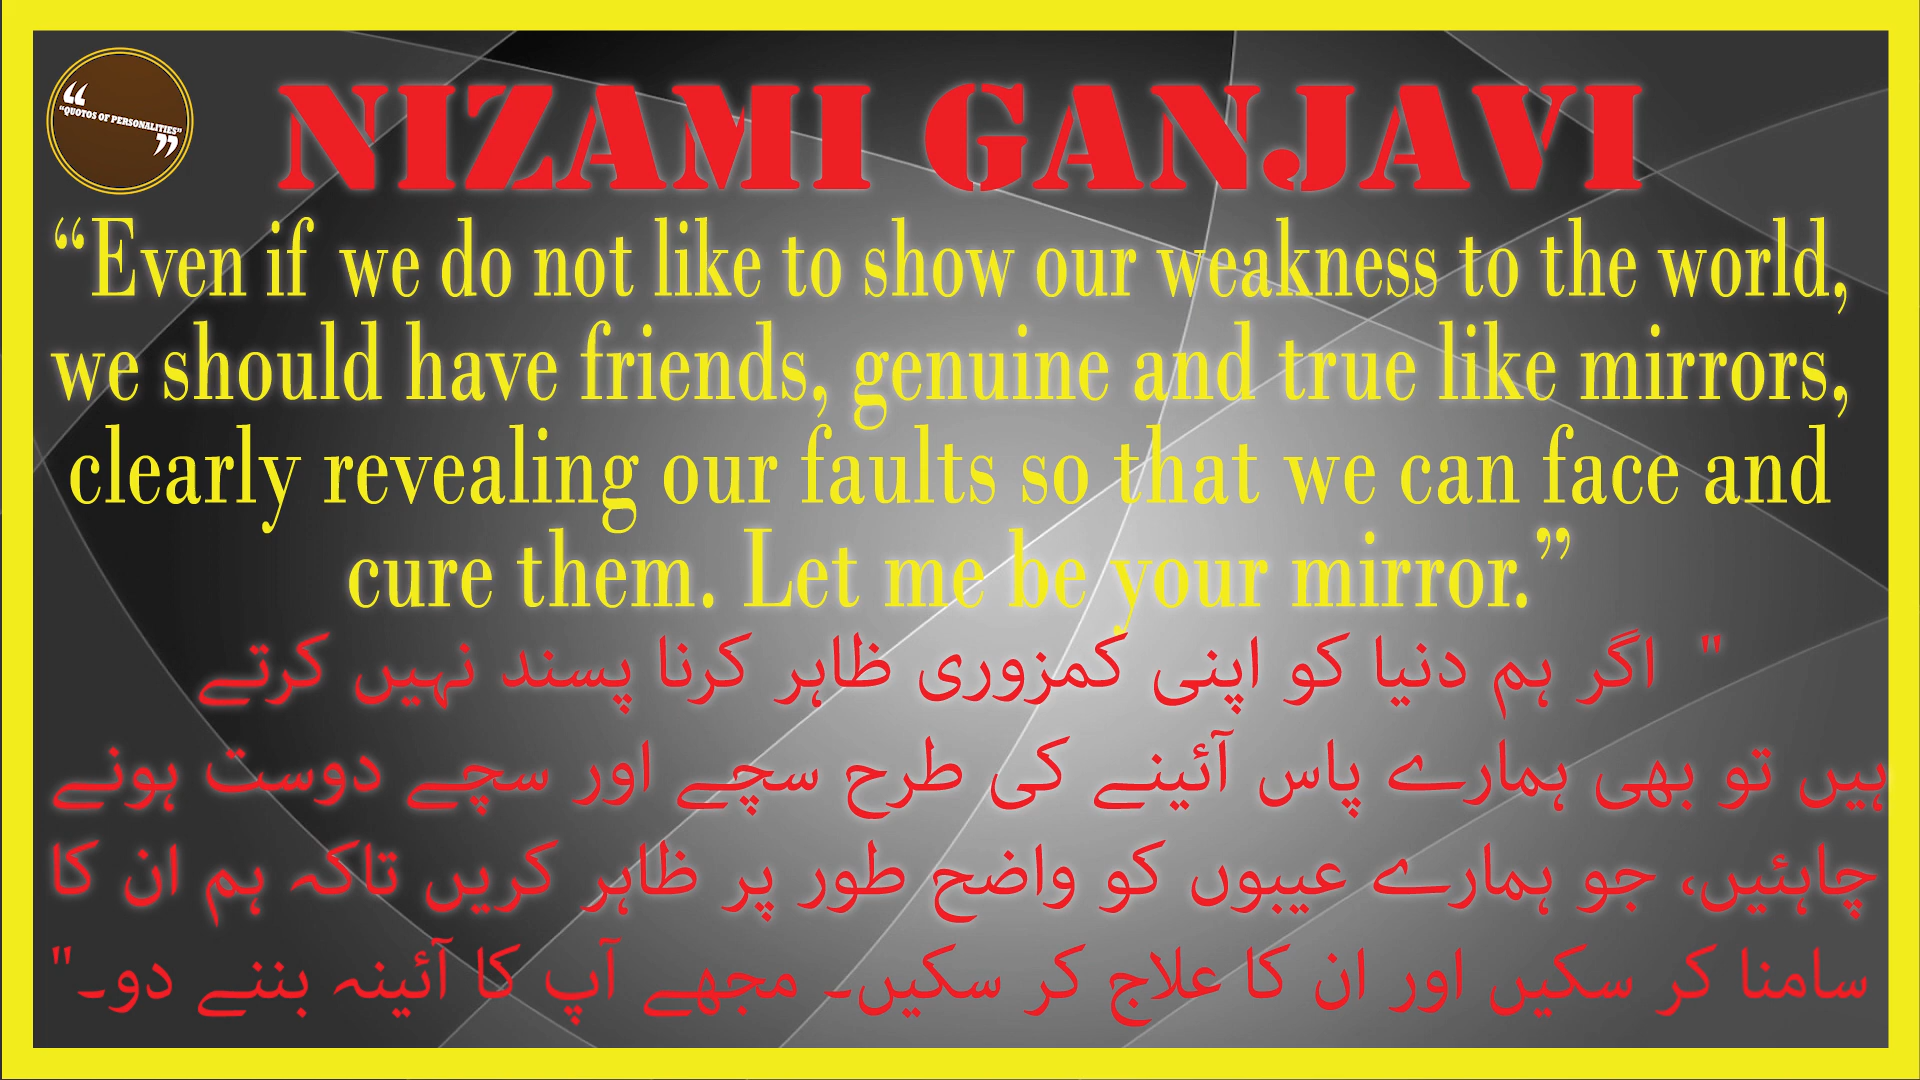 “QUOTOS OF PERSONALITIES”
NIZAMI GANJAVI
“Even if we do not like to show our weakness to the world,
we should have friends, genuine and true like mirrors,
clearly revealing our faults so that we can face and
cure them. Let me be your mirror.”
" اگر ہم دنیا کو اپنی کمزوری ظاہر کرنا پسند نہیں کرتے
ہیں تو بھی ہمارے پاس آئینے کی طرح سچے اور سچے دوست ہونے
چاہئیں، جو ہمارے عیبوں کو واضح طور پر ظاہر کریں تاکہ ہم ان کا
سامنا کر سکیں اور ان کا علاج کر سکیں۔ مجھے آپ کا آئینہ بننے دو۔"